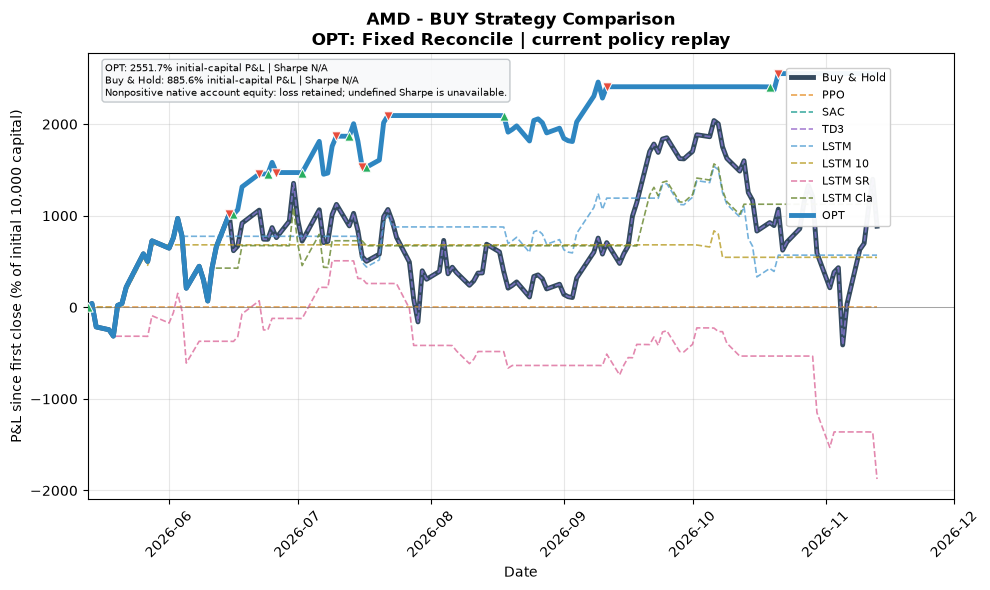 AMD - BUY Strategy Comparison
OPT: Fixed Reconcile | current policy replay
OPT: 2551.7% initial-capital P&L | Sharpe N/A
Buy & Hold: 885.6% initial-capital P&L | Sharpe N/A
Nonpositive native account equity: loss retained; undefined Sharpe is unavailable.
Buy & Hold
PPO
SAC
TD3
LSTM
LSTM 10
LSTM SR
LSTM Cla
OPT
P&L since first close (% of initial 10,000 capital)
2000
1000
0
−1000
−2000
2026-06
2026-07
2026-08
2026-09
2026-10
2026-11
2026-12
Date